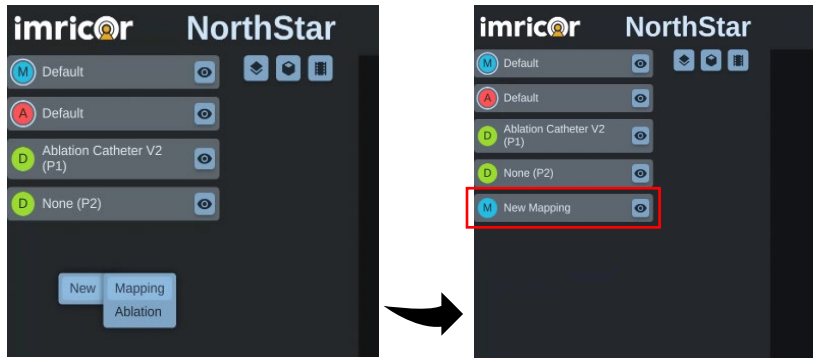 imricor NorthStar
M Default
A Default
D Ablation Catheter V2
(P1)
D None (P2)
New Mapping
Ablation
imricor NorthStar
M Default
A Default
D Ablation Catheter V2
(P1)
D None (P2)
M New Mapping